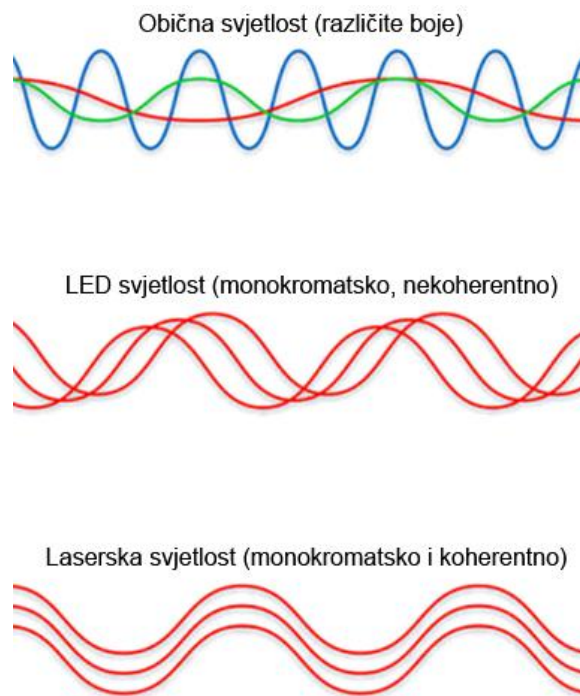 Obična svjetlost (različite boje)
LED svjetlost (monokromatsko, nekoherentno)
Laserska svjetlost (monokromatsko i koherentno)